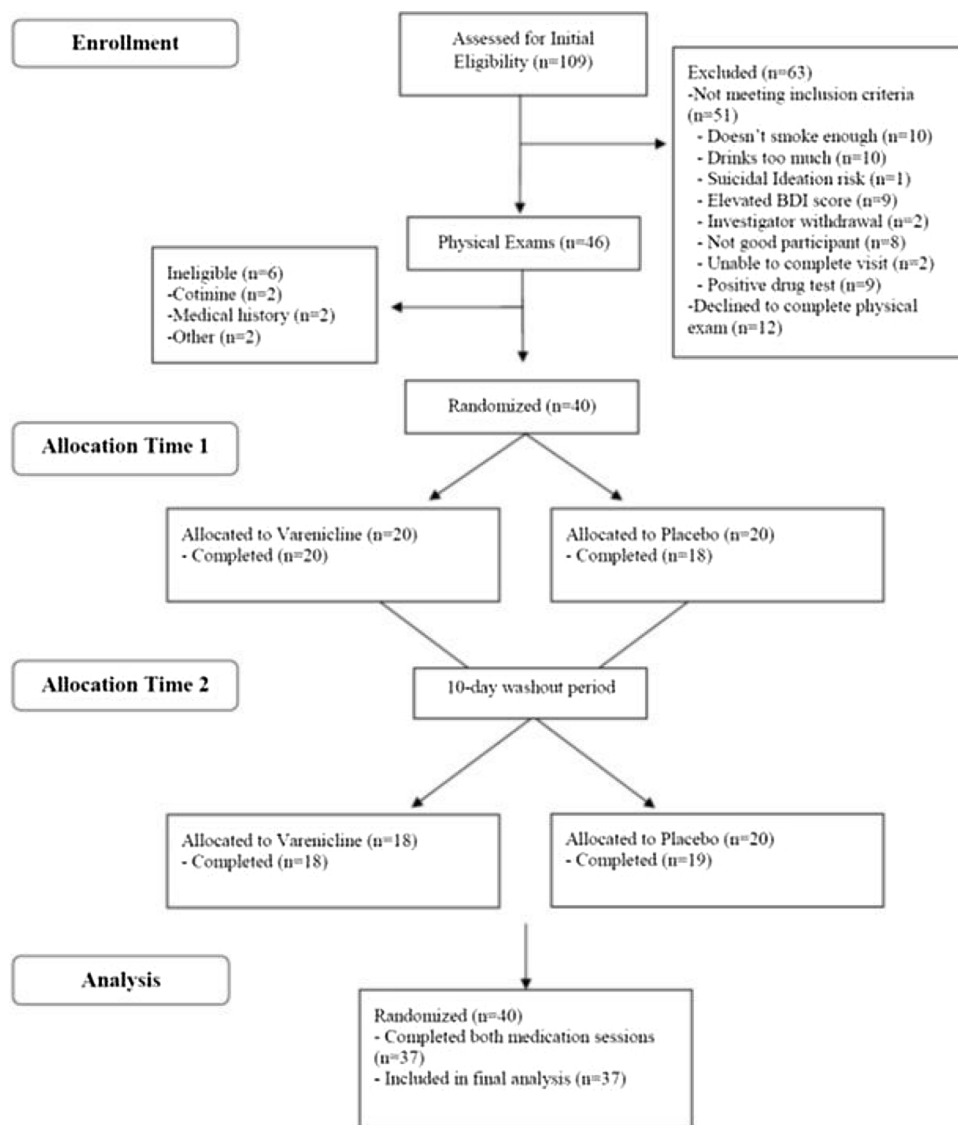 Enrollment
Assessed for Initial
Eligibility (n=109)
Excluded (n=63)
-Not meeting inclusion criteria
(n=51)
- Doesn't smoke enough (n=10)
- Drinks too much (n=10)
- Suicidal Ideation risk (n=1)
- Elevated BDI score (n=9)
- Investigator withdrawal (n=2)
- Not good participant (n=8)
- Unable to complete visit (n=2)
- Positive drug test (n=9)
-Declined to complete physical
exam (n=12)
Physical Exams (n=46)
Ineligible (n=6)
-Cotinine (n=2)
-Medical history (n=2)
-Other (n=2)
Randomized (n=40)
Allocation Time 1
Allocated to Varenicline (n=20)
- Completed (n=20)
Allocated to Placebo (n=20)
- Completed (n=18)
Allocation Time 2
10-day washout period
Allocated to Varenicline (n=18)
- Completed (n=18)
Allocated to Placebo (n=20)
- Completed (n=19)
Analysis
Randomized (n=40)
- Completed both medication sessions
(n=37)
- Included in final analysis (n=37)